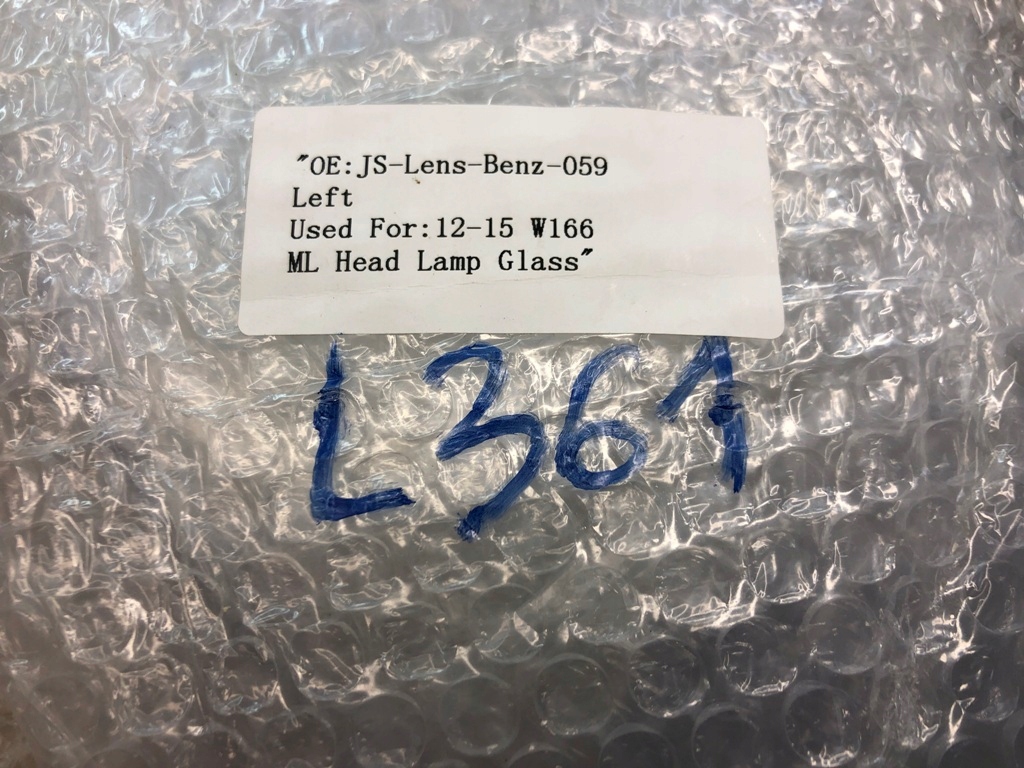 "OE:JS-Lens-Benz-059
Left
Used For:12-15 W166
ML Head Lamp Glass"
L361